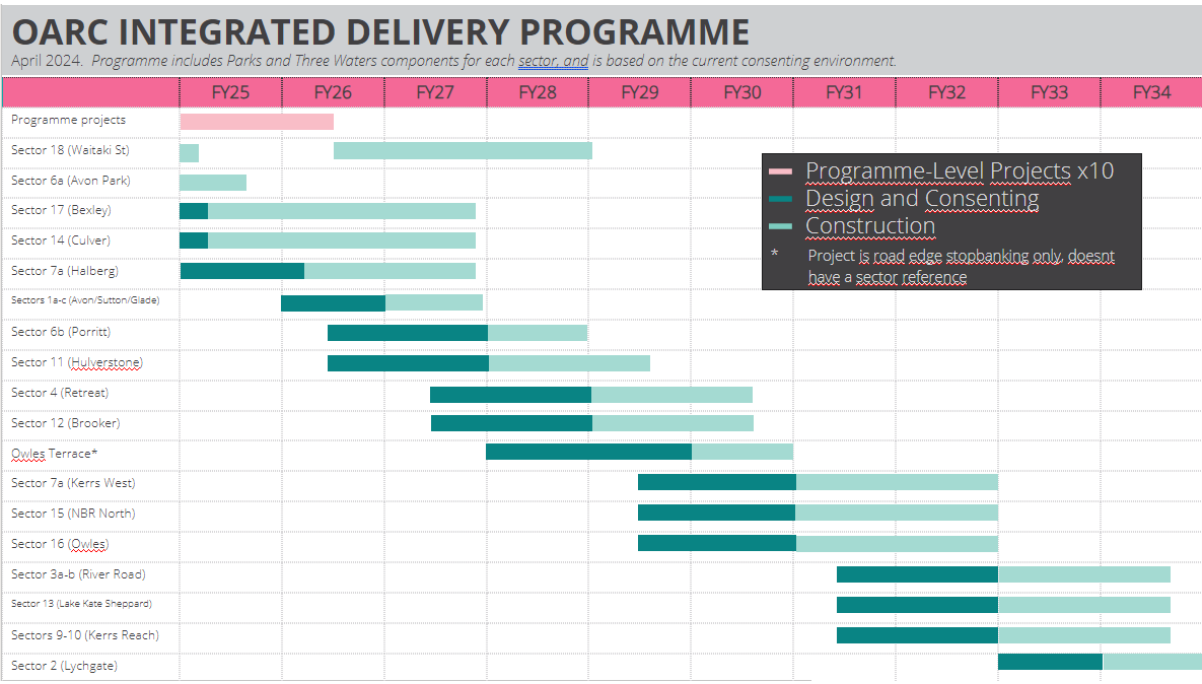 OARC INTEGRATED DELIVERY PROGRAMME
April 2024. Programme includes Parks and Three Waters components for each sector, and is based on the current consenting environment.
FY25 FY26 FY27 FY28 FY29 FY30 FY31 FY32 FY33 FY34
Programme projects
Sector 18 (Waitaki St)
Sector 6a (Avon Park)
Sector 17 (Bexley)
Sector 14 (Culver)
Sector 7a (Halberg)
Sectors 1a-c (Avon/Sutton/Glade)
Sector 6b (Porritt)
Sector 11 (Hulverstone)
Sector 4 (Retreat)
Sector 12 (Brooker)
Owles Terrace*
Sector 7a (Kerrs West)
Sector 15 (NBR North)
Sector 16 (Owles)
Sector 3a-b (River Road)
Sector 13 (Lake Kate Sheppard)
Sectors 9-10 (Kerrs Reach)
Sector 2 (Lychgate)
Programme-Level Projects x10
Design and Consenting
Construction
* Project is road edge stopbanking only, doesnt
have a sector reference